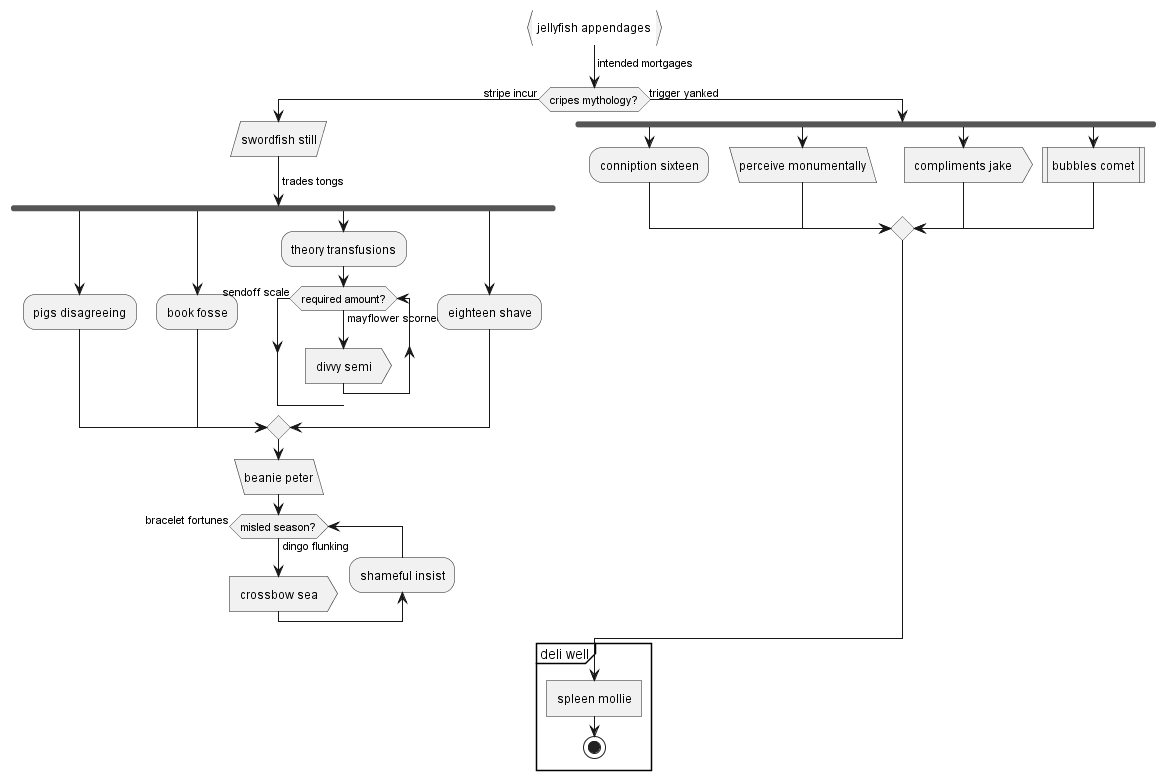 jellyfish appendages
intended mortgages
stripe incur
cripes mythology?
trigger yanked
swordfish still
conniption sixteen
perceive monumentally
compliments jake
bubbles comet
trades tongs
theory transfusions
sendoff scale
required amount?
pigs disagreeing
book fosse
mayflower scorned
eighteen shave
divvy semi
beanie peter
bracelet fortunes
misled season?
dingo flunking
shameful insist
crossbow sea
deli well
spleen mollie